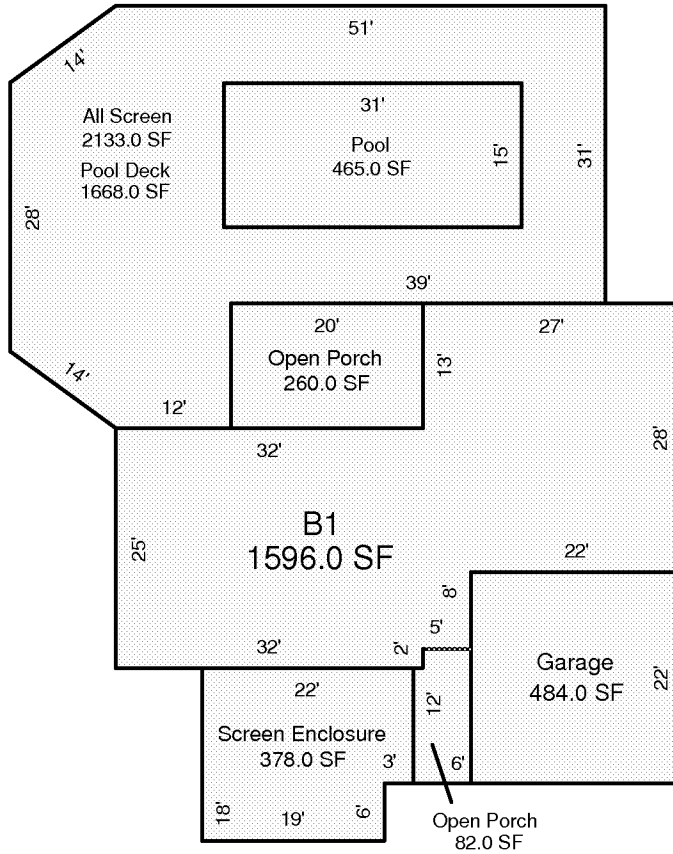 51'
14'
31'
All Screen
2133.0 SF
Pool Deck
1668.0 SF
Pool
465.0 SF
15'
31'
28'
39'
20'
27'
Open Porch
260.0 SF
13'
14'
12'
32'
28'
B1
1596.0 SF
25'
22'
8'
5'
32'
2'
Garage
484.0 SF
22'
22'
12'
Screen Enclosure
378.0 SF
3'
6'
18'
19'
6'
Open Porch
82.0 SF